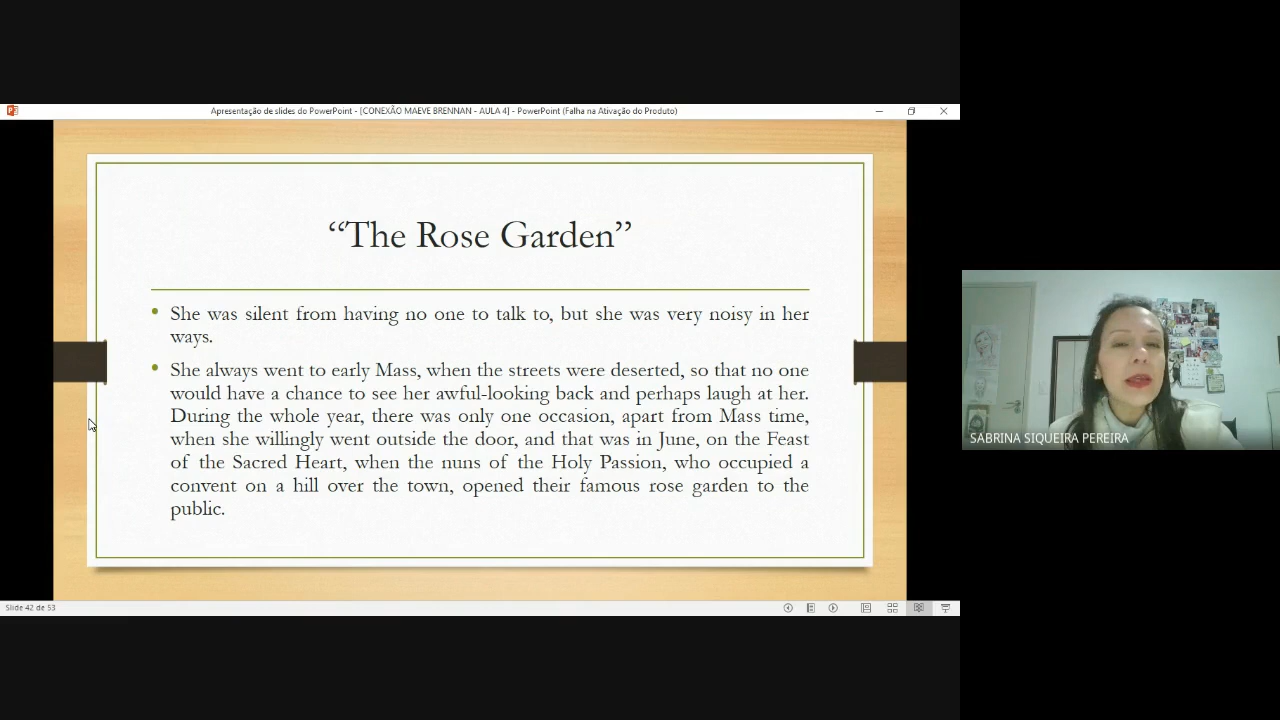 Apresentação de slides do PowerPoint - [CONEXÃO MAEVE BRENNAN - AULA 4] - PowerPoint (Falha na Ativação do Produto)
“The Rose Garden”
• She was silent from having no one to talk to, but she was very noisy in her
ways.
• She always went to early Mass, when the streets were deserted, so that no one
would have a chance to see her awful-looking back and perhaps laugh at her.
During the whole year, there was only one occasion, apart from Mass time,
when she willingly went outside the door, and that was in June, on the Feast
of the Sacred Heart, when the nuns of the Holy Passion, who occupied a
convent on a hill over the town, opened their famous rose garden to the
public.
SABRINA SIQUEIRA PEREIRA
Slide 42 de 53